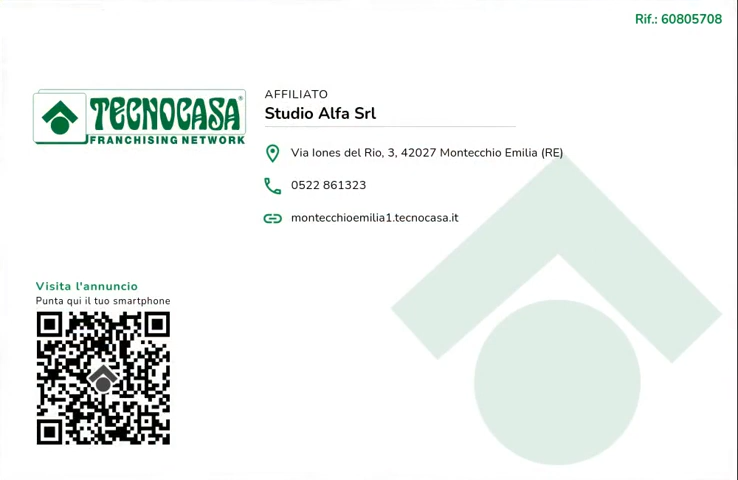 Rif.: 60805708
TECNOCASA®
FRANCHISING NETWORK
AFFILIATO
Studio Alfa Srl
Via Iones del Rio, 3, 42027 Montecchio Emilia (RE)
0522 861323
montecchioemilia1.tecnocasa.it
Visita l'annuncio
Punta qui il tuo smartphone